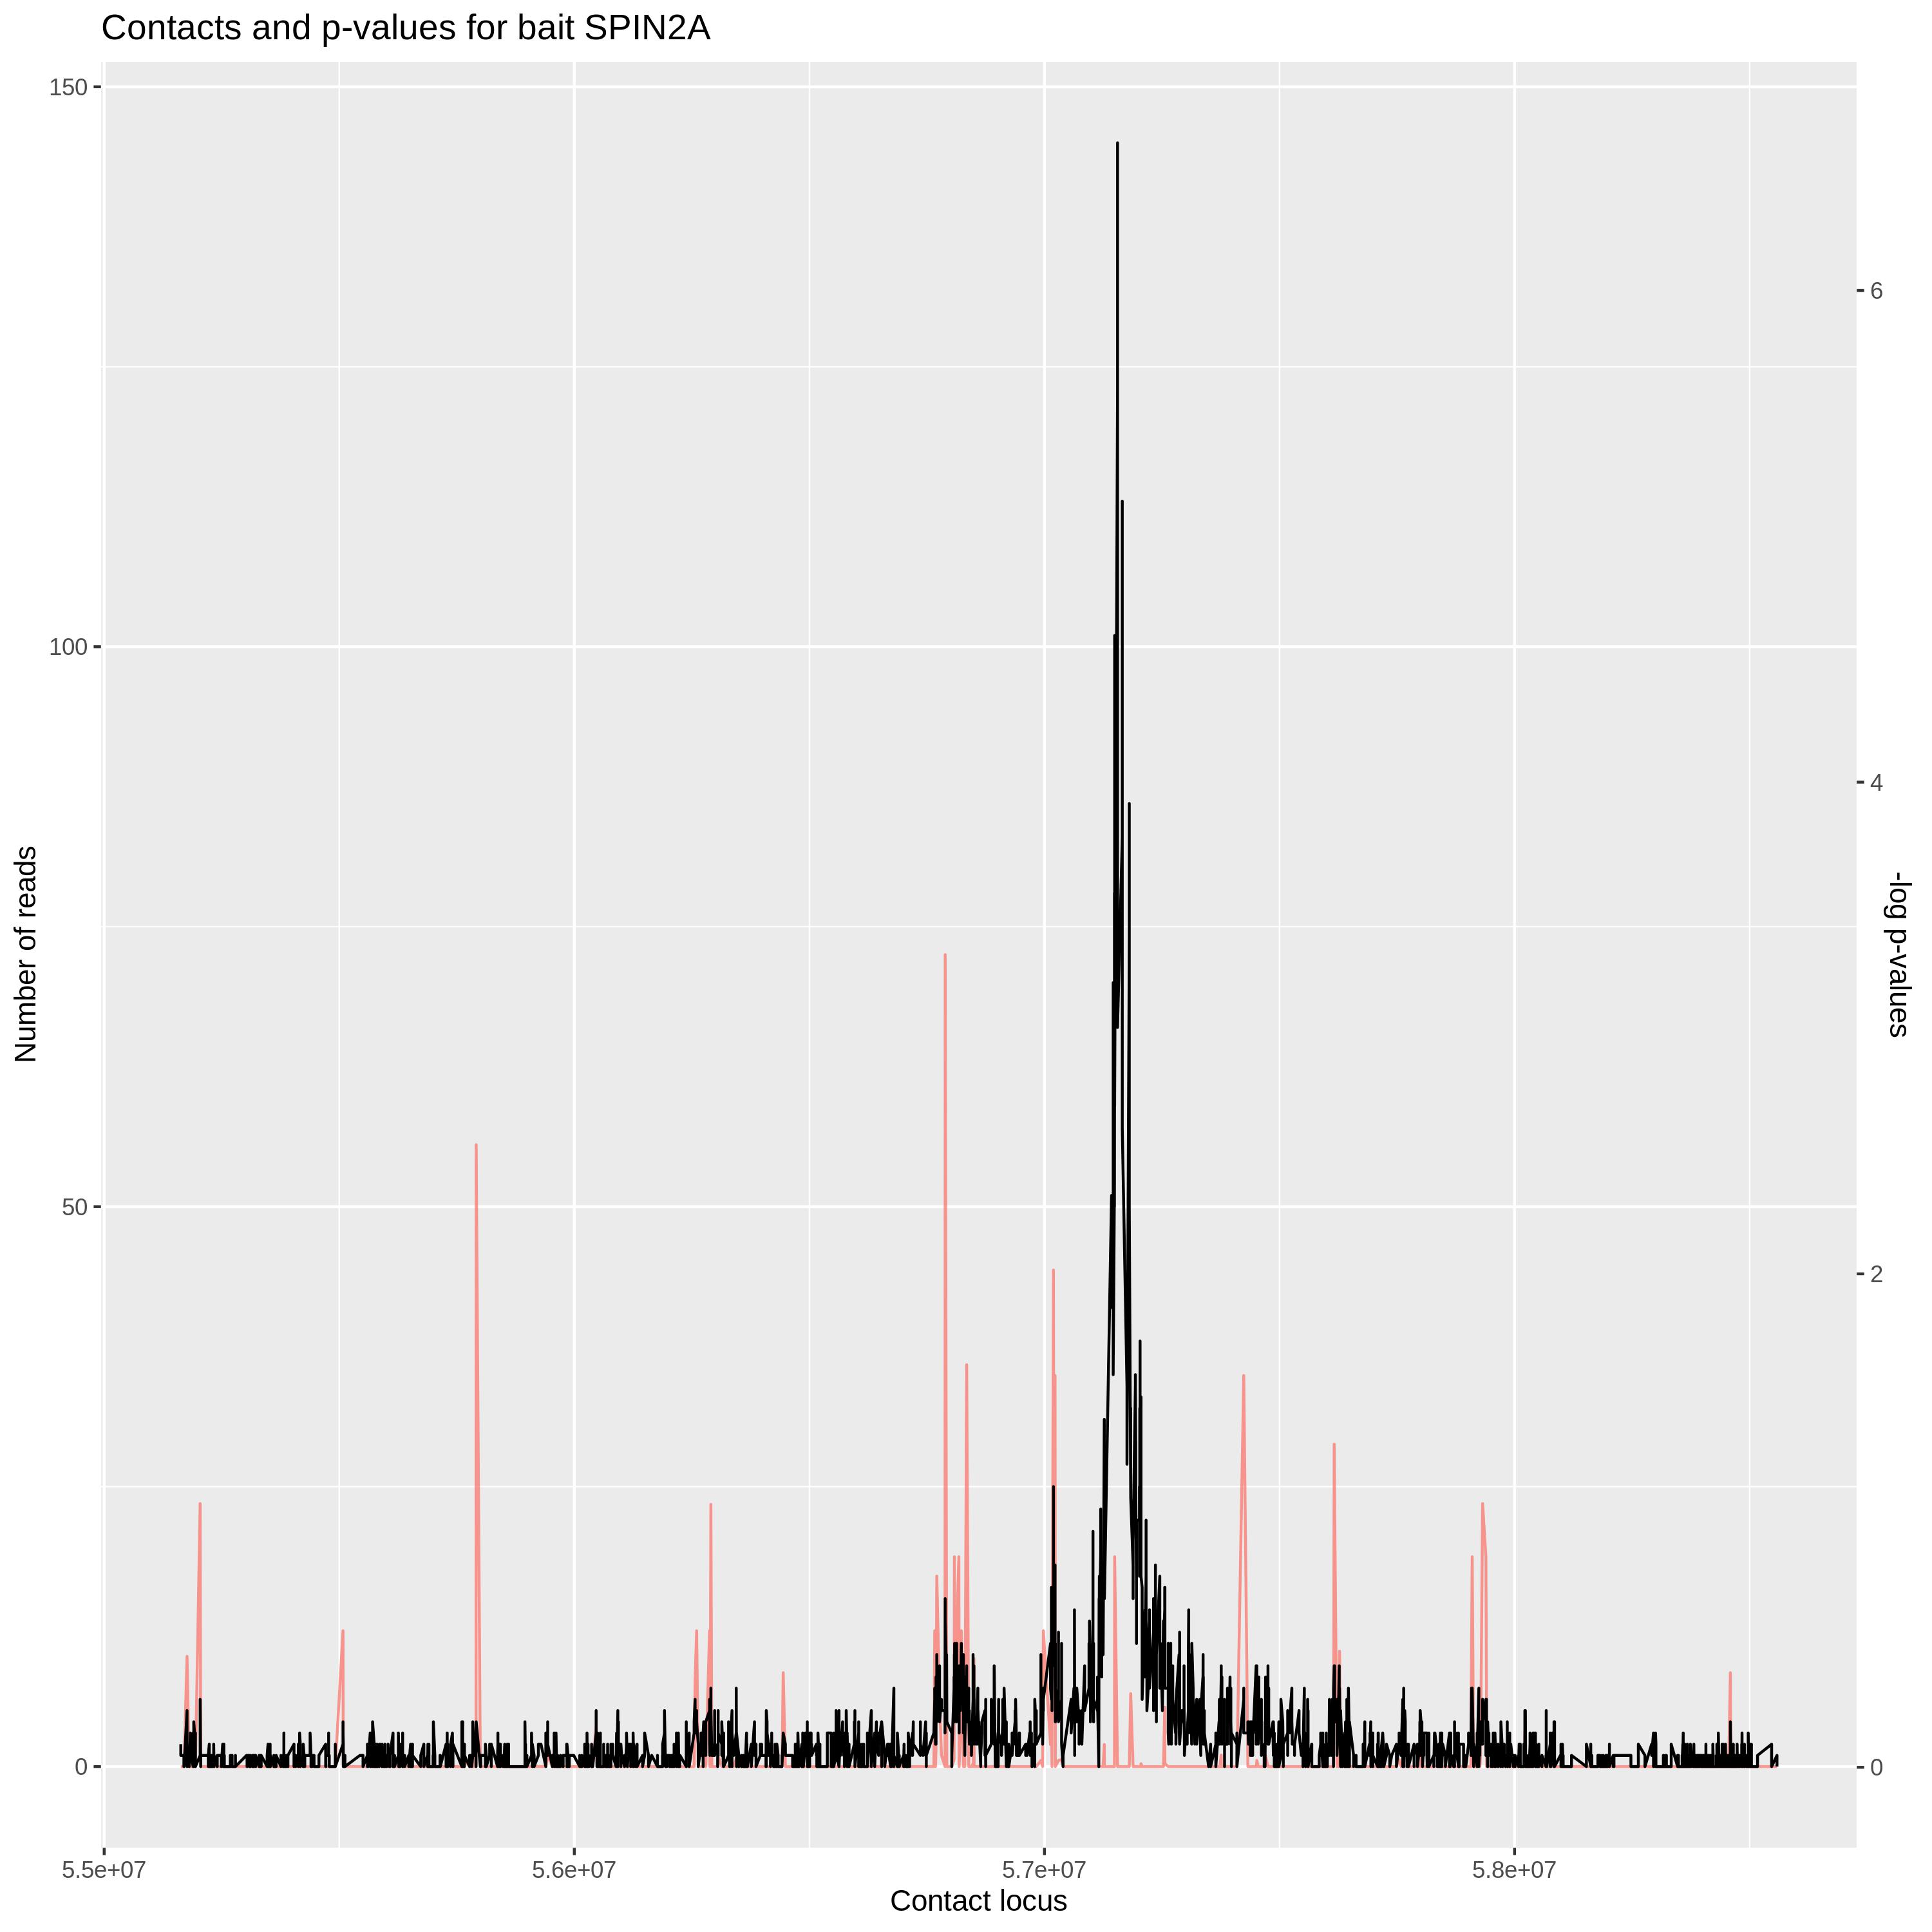 Contacts and p-values for bait SPIN2A
150
100
50
0
Number of reads
6
4
2
0
-log p-values
5.5e+07
5.6e+07
5.7e+07
5.8e+07
Contact locus